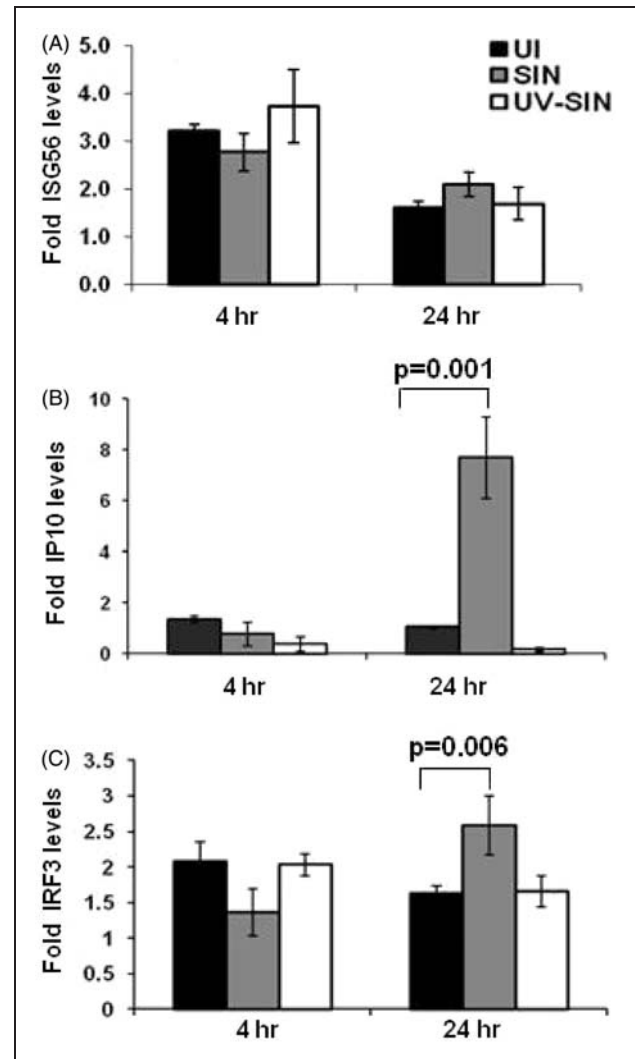 (A)
Fold ISG56 levels
5.0
4.0
3.0
2.0
1.0
0.0
UI
SIN
UV-SIN
4 hr 24 hr
(B)
Fold IP10 levels
10
8
6
4
2
0
p=0.001
4 hr 24 hr
(C)
Fold IRF3 levels
3.5
3
2.5
2
1.5
1
0.5
0
p=0.006
4 hr 24 hr